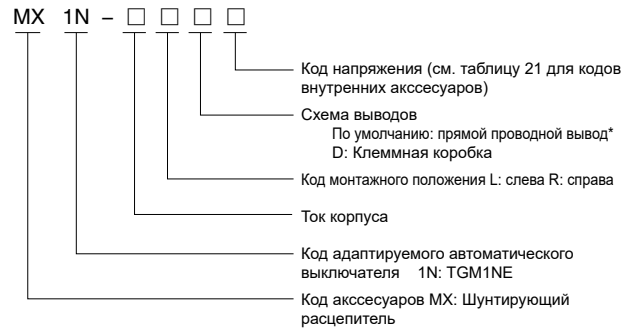 MX 1N – □ □ □ □
Код напряжения (см. таблицу 21 для кодов
внутренних акссесуаров)
Схема выводов
По умолчанию: прямой проводной вывод*
D: Клеммная коробка
Код монтажного положения L: слева R: справа
Ток корпуса
Код адаптируемого автоматического
выключателя 1N: TGM1NE
Код акссесуаров MX: Шунтирующий
расцепитель